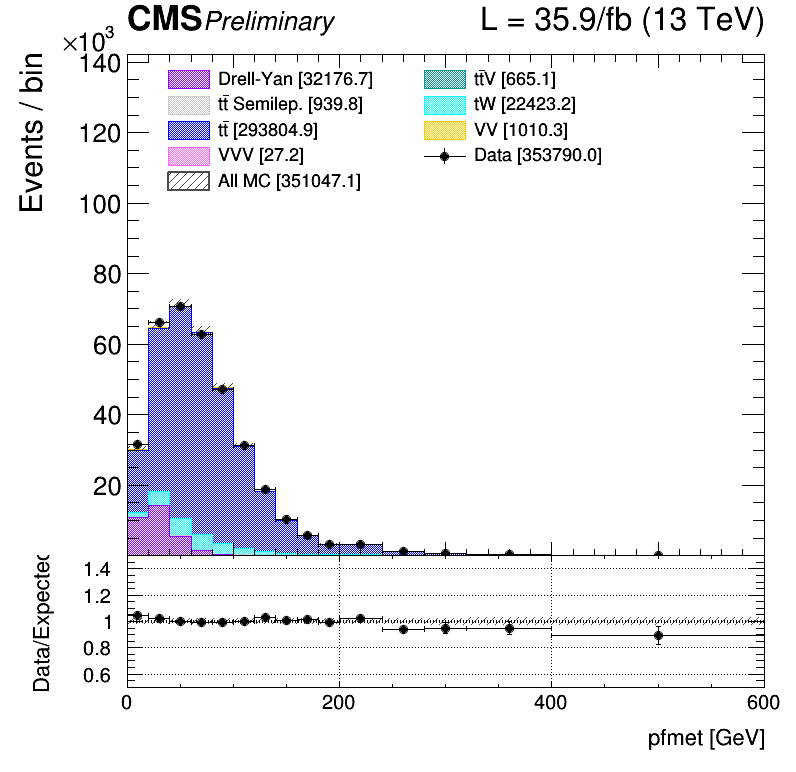 CMS Preliminary L = 35.9/fb (13 TeV)
×10³
Events / bin
140
120
100
80
60
40
20
Drell-Yan [32176.7]
tt̄ Semilep. [939.8]
tt̄ [293804.9]
VVV [27.2]
All MC [351047.1]
tt̄V [665.1]
tW [22423.2]
VV [1010.3]
Data [353790.0]
Data/Expected
1.4
1.2
1
0.8
0.6
0 200 400 600
pfmet [GeV]